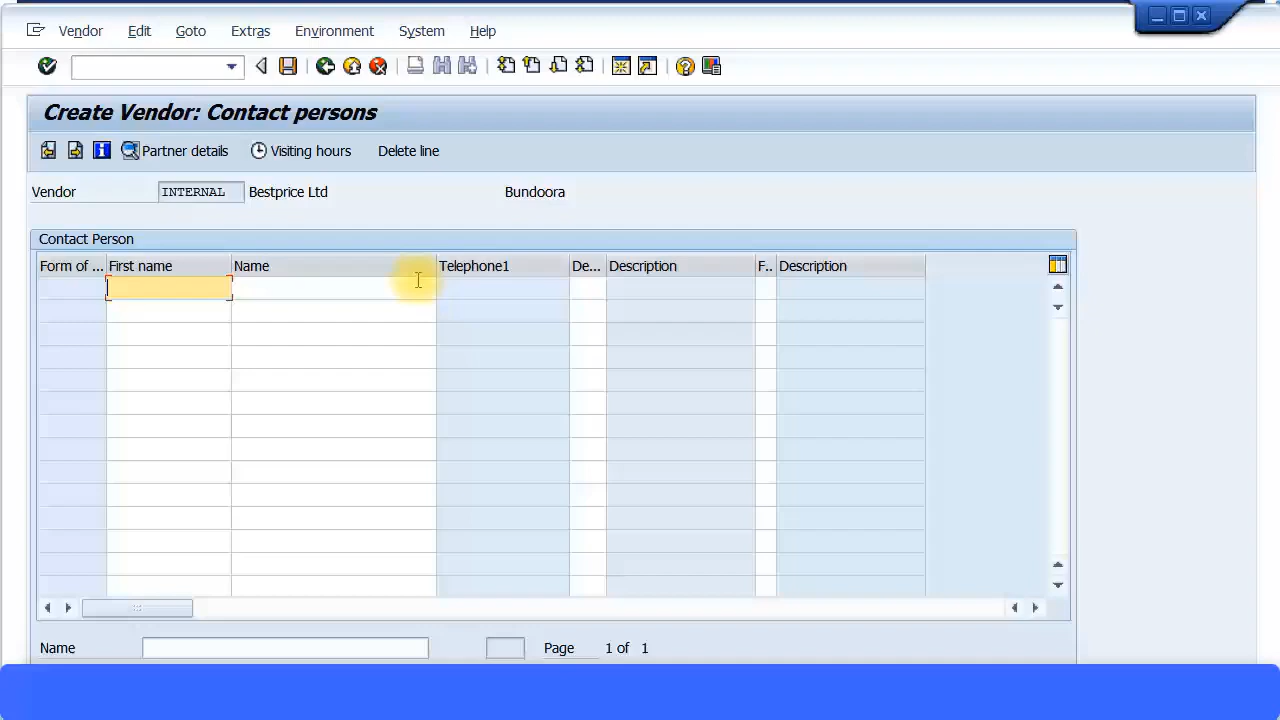 Vendor Edit Goto Extras Environment System Help
Create Vendor: Contact persons
Partner details Visiting hours Delete line
Vendor INTERNAL Bestprice Ltd Bundoora
Contact Person
Form of ... First name Name Telephone1 De... Description F.. Description
Name Page 1 of 1